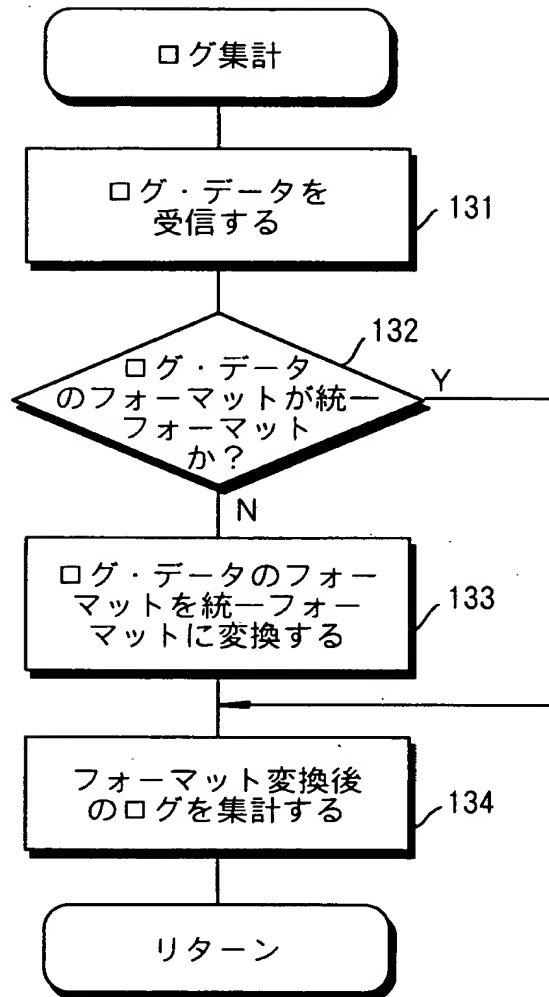 ログ集計
ログ・データを
受信する
131
132
ログ・データ
のフォーマットが統一
フォーマット
か？
Y
N
ログ・データのフォー
マットを統一フォー
マットに変換する
133
フォーマット変換後
のログを集計する
134
リターン